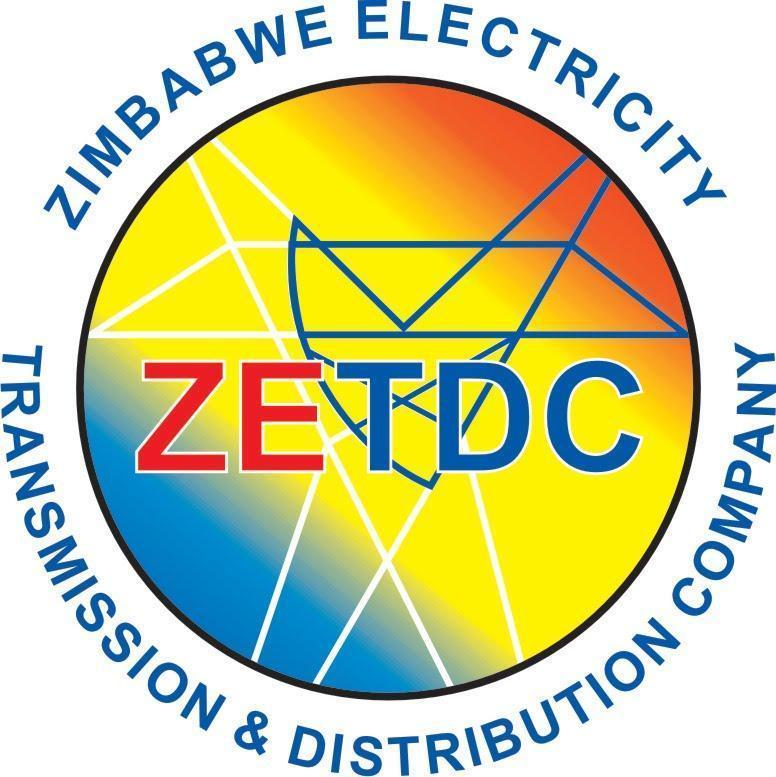 ZIMBABWE ELECTRICITY
ZETDC
TRANSMISSION & DISTRIBUTION COMPANY